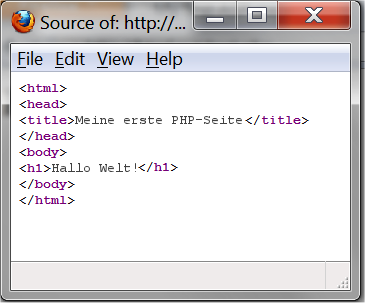 Source of: http://...
File Edit View Help
<html>
<head>
<title>Meine erste PHP-Seite</title>
</head>
<body>
<h1>Hallo Welt!</h1>
</body>
</html>